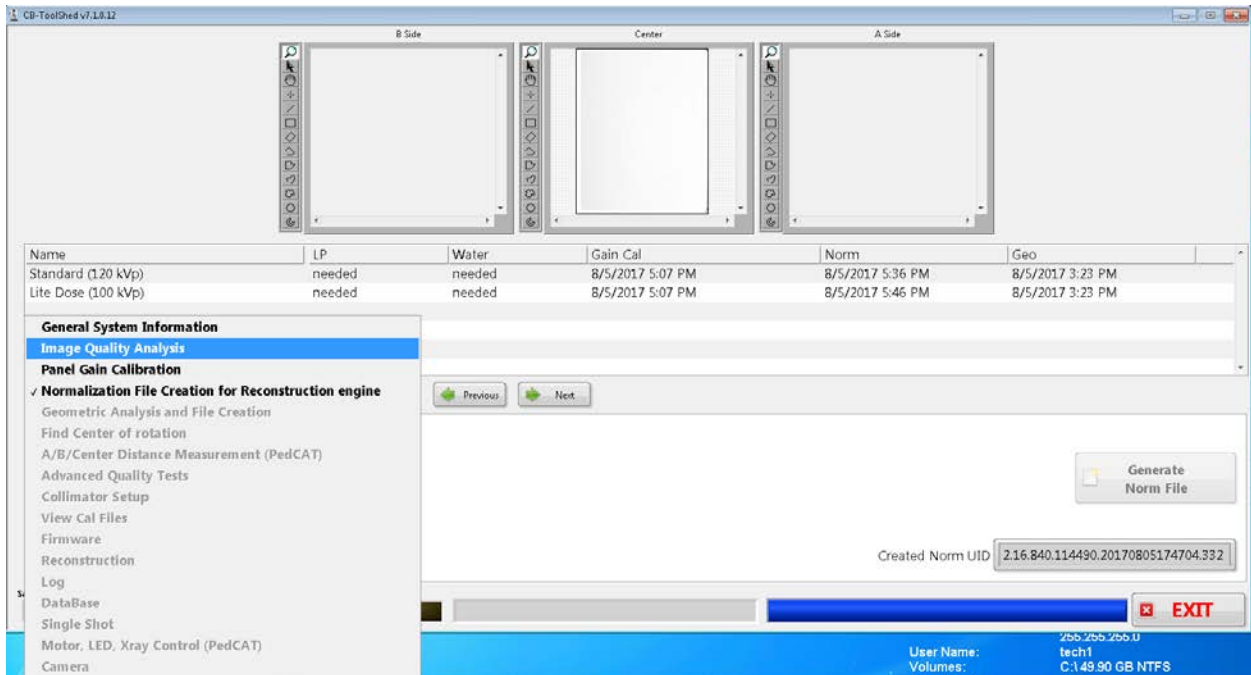 CB-ToolShed v7.1.8.12
B Side Center A Side
Name LP Water Gain Cal Norm Geo
Standard (120 kVp) needed needed 8/5/2017 5:07 PM 8/5/2017 5:36 PM 8/5/2017 3:23 PM
Lite Dose (100 kVp) needed needed 8/5/2017 5:07 PM 8/5/2017 5:46 PM 8/5/2017 3:23 PM
General System Information
Image Quality Analysis
Panel Gain Calibration
✓ Normalization File Creation for Reconstruction engine
Previous Next
Geometric Analysis and File Creation
Find Center of rotation
A/B/Center Distance Measurement (PedCAT)
Advanced Quality Tests
Collimator Setup
View Cal Files
Firmware
Reconstruction
Log
DataBase
Single Shot
Motor, LED, Xray Control (PedCAT)
Camera
Generate
Norm File
Created Norm UID 2.16.840.114490.20170805174704.332
EXIT
255.255.255.0
User Name: tech1
Volumes: C:\ 49.90 GB NTFS